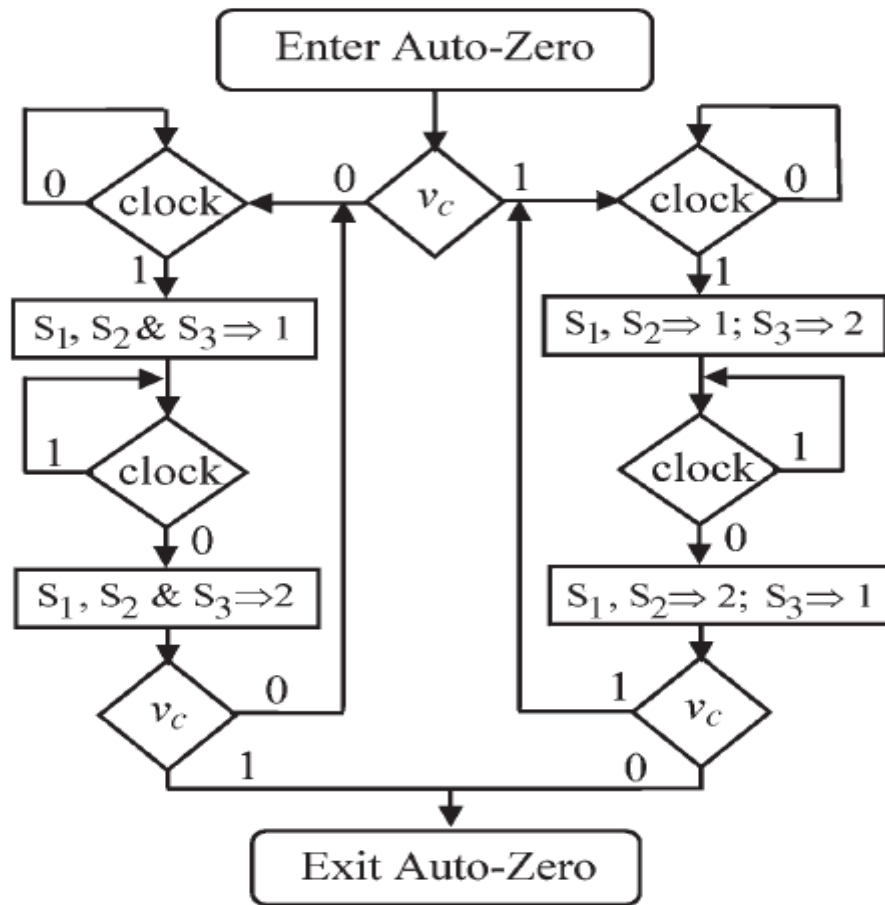 Enter Auto-Zero
0
clock
0
v_c
1
clock
0
1
1
S₁, S₂ & S₃ ⇒ 1
S₁, S₂ ⇒ 1; S₃ ⇒ 2
1
clock
clock
1
0
0
S₁, S₂ & S₃ ⇒ 2
S₁, S₂ ⇒ 2; S₃ ⇒ 1
v_c
0
1
v_c
1
0
Exit Auto-Zero